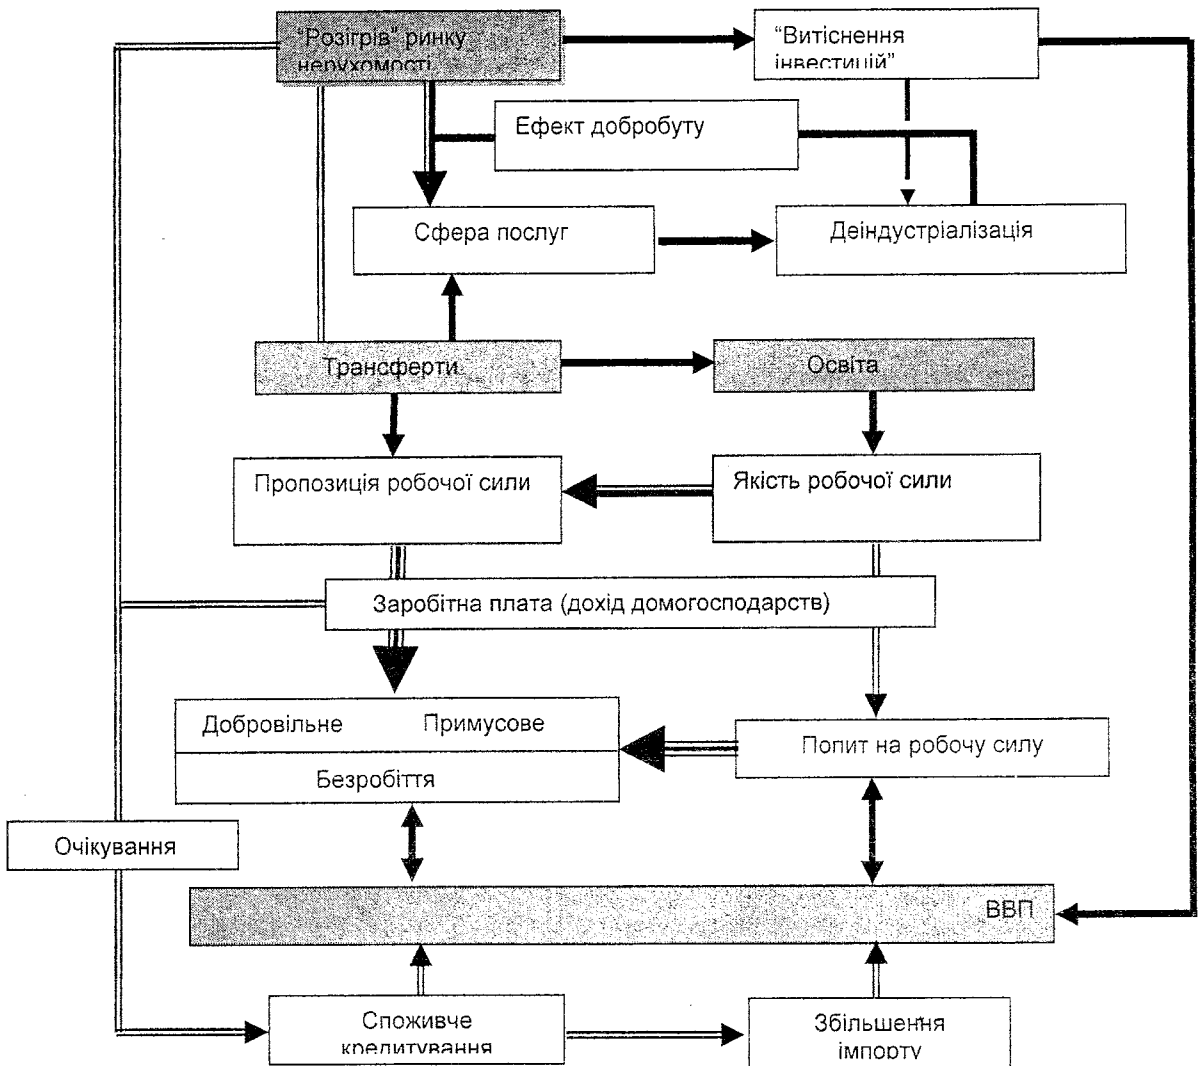 “Розігрів” ринку
нерухомості
“Витіснення
інвестицій”
Ефект добробуту
Сфера послуг
Деіндустріалізація
Трансферти
Освіта
Пропозиція робочої сили
Якість робочої сили
Заробітна плата (дохід домогосподарств)
Добровільне Примусове
Безробіття
Попит на робочу силу
Очікування
ВВП
Споживче
кредитування
Збільшення
імпорту